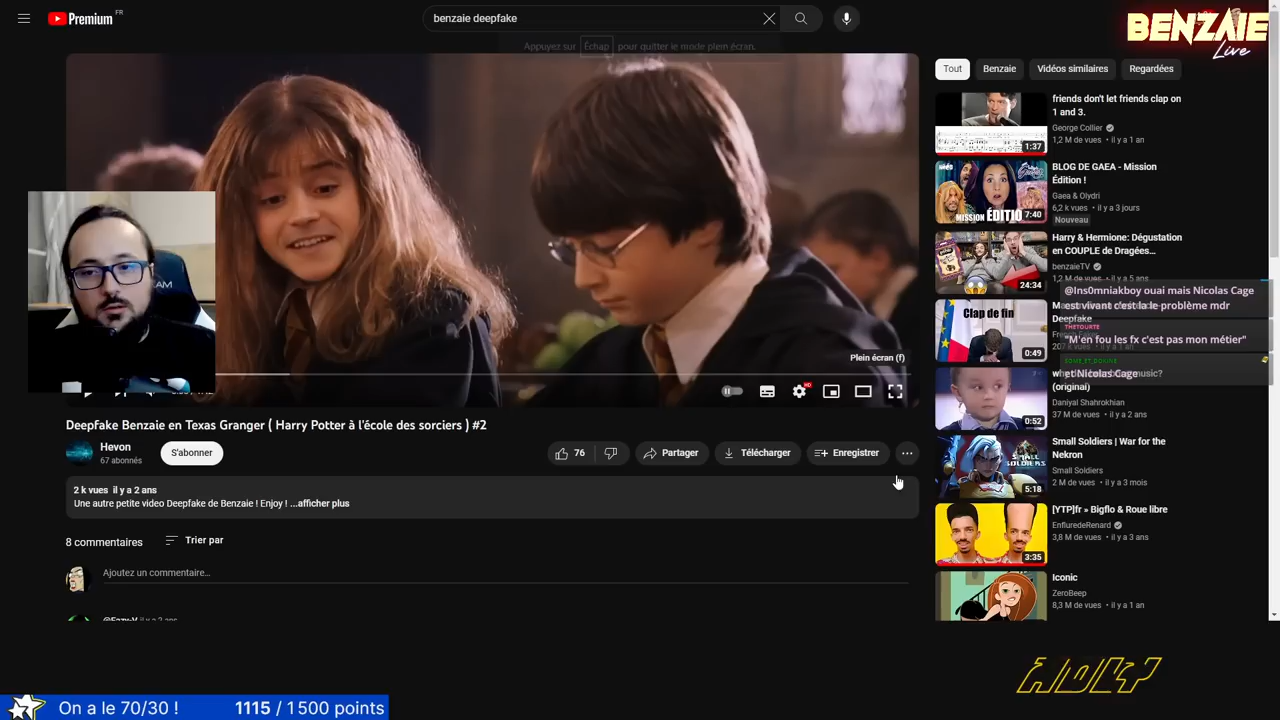 Premium FR
benzaie deepfake
BENZAIE
Live
Appuyez sur Échap pour quitter le mode plein écran.
Tout
Benzaie
Vidéos similaires
Regardées
friends don't let friends clap on
1 and 3.
George Collier
1,2 M de vues • il y a 1 an
1:37
BLOG DE GAEA - Mission
Édition !
Gaea & Olydri
6,2 k vues • il y a 3 jours
Nouveau
MISSION ÉDITIO
7:40
Harry & Hermione: Dégustation
en COUPLE de Dragées…
benzaieTV
24:34
@Ins0mniakboy ouai mais Nicolas Cage
est vivant c'est la le problème mdr
Clap de fin
Deepfake
0:49
THETOURTE
"M'en fou les fx c'est pas mon métier"
et Nicolas Cage
music?
(original)
Daniyal Shahrokhian
37 M de vues • il y a 2 ans
0:52
Small Soldiers | War for the
Nekron
Small Soldiers
2 M de vues • il y a 3 mois
5:18
[YTP]fr » Bigflo & Roue libre
EnfluredeRenard
3,8 M de vues • il y a 3 ans
3:35
Iconic
ZeroBeep
8,3 M de vues • il y a 1 an
Plein écran (f)
Deepfake Benzaie en Texas Granger ( Harry Potter à l'école des sorciers ) #2
Hevon
67 abonnés
S'abonner
76
Partager
Télécharger
Enregistrer
2 k vues il y a 2 ans
Une autre petite video Deepfake de Benzaie ! Enjoy ! ...afficher plus
8 commentaires
Trier par
Ajoutez un commentaire...
On a le 70/30 !
1115 / 1 500 points